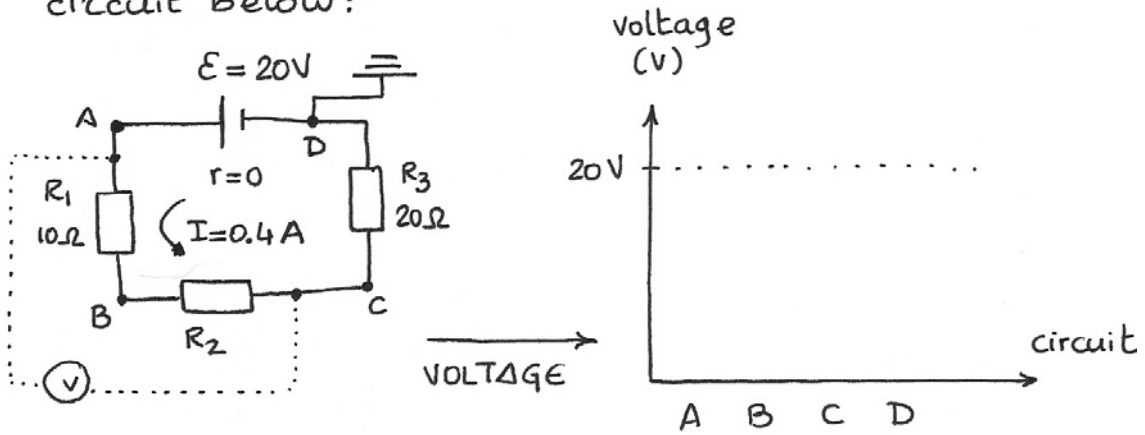 circuit below:
voltage
(V)
Ɛ = 20V
A
D
r=0
R3
20Ω
R1
10Ω
I=0.4A
B
R2
C
V
VOLTAGE
20V
circuit
A B C D